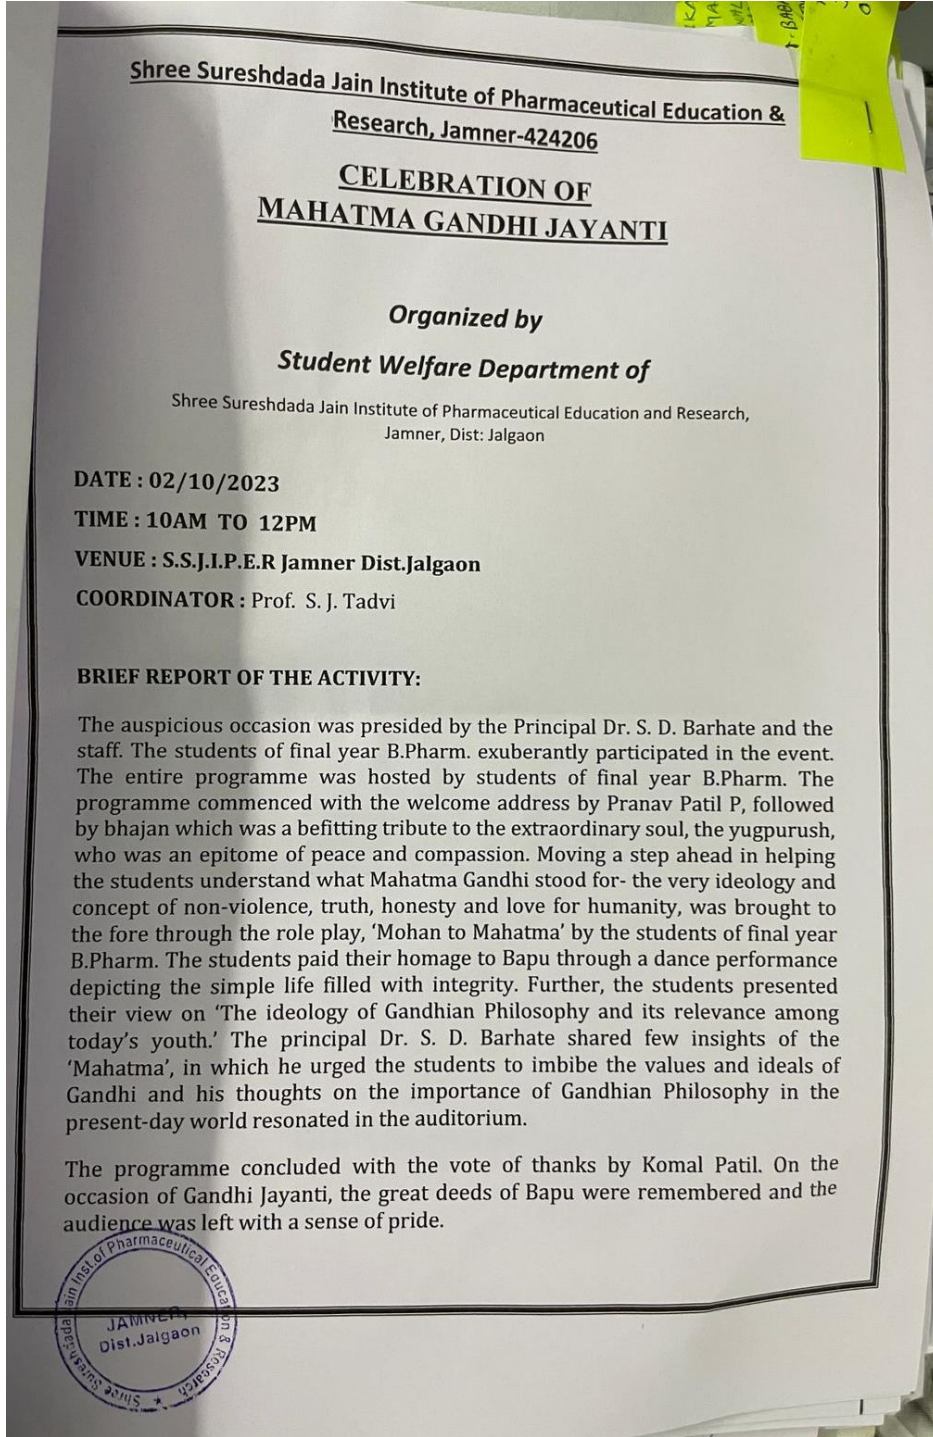 Shree Sureshdada Jain Institute of Pharmaceutical Education &
Research, Jamner-424206
CELEBRATION OF
MAHATMA GANDHI JAYANTI
Organized by
Student Welfare Department of
Shree Sureshdada Jain Institute of Pharmaceutical Education and Research,
Jamner, Dist: Jalgaon
DATE : 02/10/2023
TIME : 10AM TO 12PM
VENUE : S.S.J.I.P.E.R Jamner Dist.Jalgaon
COORDINATOR : Prof. S. J. Tadvi
BRIEF REPORT OF THE ACTIVITY:
The auspicious occasion was presided by the Principal Dr. S. D. Barhate and the
staff. The students of final year B.Pharm. exuberantly participated in the event.
The entire programme was hosted by students of final year B.Pharm. The
programme commenced with the welcome address by Pranav Patil P, followed
by bhajan which was a befitting tribute to the extraordinary soul, the yugpurush,
who was an epitome of peace and compassion. Moving a step ahead in helping
the students understand what Mahatma Gandhi stood for- the very ideology and
concept of non-violence, truth, honesty and love for humanity, was brought to
the fore through the role play, ‘Mohan to Mahatma’ by the students of final year
B.Pharm. The students paid their homage to Bapu through a dance performance
depicting the simple life filled with integrity. Further, the students presented
their view on ‘The ideology of Gandhian Philosophy and its relevance among
today’s youth.’ The principal Dr. S. D. Barhate shared few insights of the
‘Mahatma’, in which he urged the students to imbibe the values and ideals of
Gandhi and his thoughts on the importance of Gandhian Philosophy in the
present-day world resonated in the auditorium.
The programme concluded with the vote of thanks by Komal Patil. On the
occasion of Gandhi Jayanti, the great deeds of Bapu were remembered and the
audience was left with a sense of pride.
Shree Sureshdada Jain Inst.of Pharmaceutical Education & Research
JAMNER,
Dist.Jalgaon